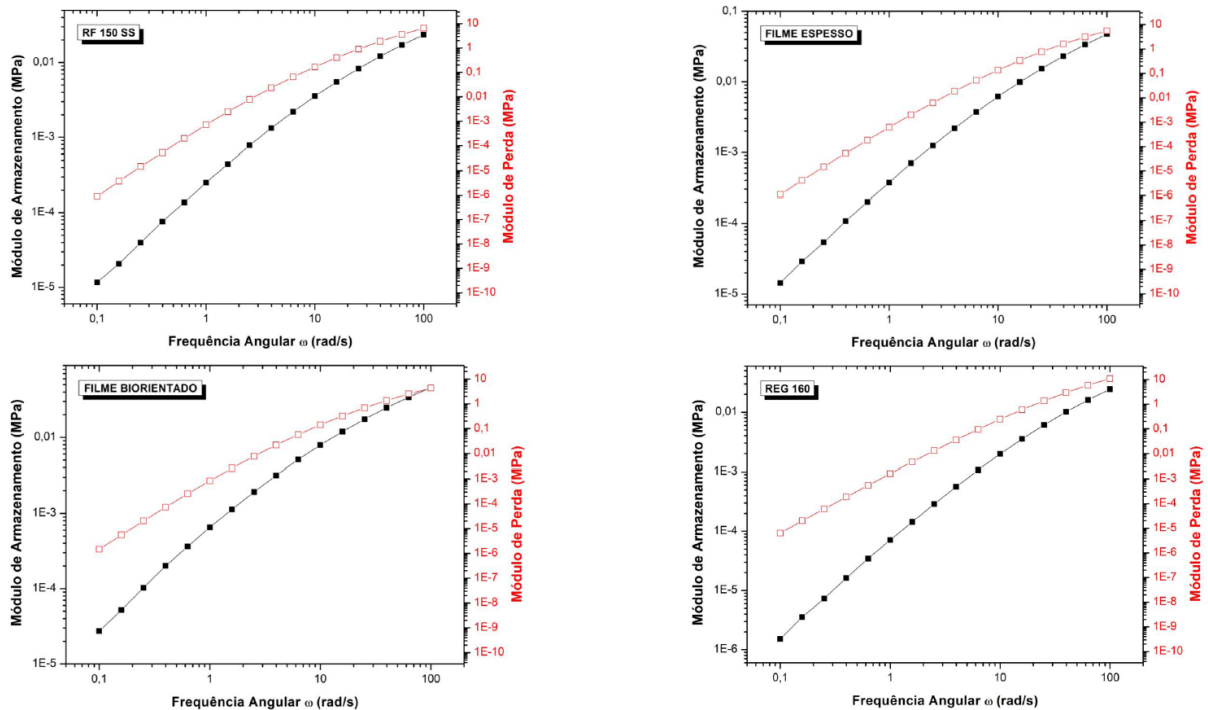 RF 150 SS
Módulo de Armazenamento (MPa)
0,01
1E-3
1E-4
1E-5
Módulo de Perda (MPa)
10
1
0,1
0,01
1E-3
1E-4
1E-5
1E-6
1E-7
1E-8
1E-9
1E-10
0,1 1 10 100
Frequência Angular ω (rad/s)
FILME ESPESSO
Módulo de Armazenamento (MPa)
0,1
0,01
1E-3
1E-4
1E-5
Módulo de Perda (MPa)
10
1
0,1
0,01
1E-3
1E-4
1E-5
1E-6
1E-7
1E-8
1E-9
1E-10
0,1 1 10 100
Frequência Angular ω (rad/s)
FILME BIORIENTADO
Módulo de Armazenamento (MPa)
0,01
1E-3
1E-4
1E-5
Módulo de Perda (MPa)
10
1
0,1
0,01
1E-3
1E-4
1E-5
1E-6
1E-7
1E-8
1E-9
1E-10
0,1 1 10 100
Frequência Angular ω (rad/s)
REG 160
Módulo de Armazenamento (MPa)
0,01
1E-3
1E-4
1E-5
1E-6
Módulo de Perda (MPa)
10
1
0,1
0,01
1E-3
1E-4
1E-5
1E-6
1E-7
1E-8
1E-9
1E-10
0,1 1 10 100
Frequência Angular ω (rad/s)